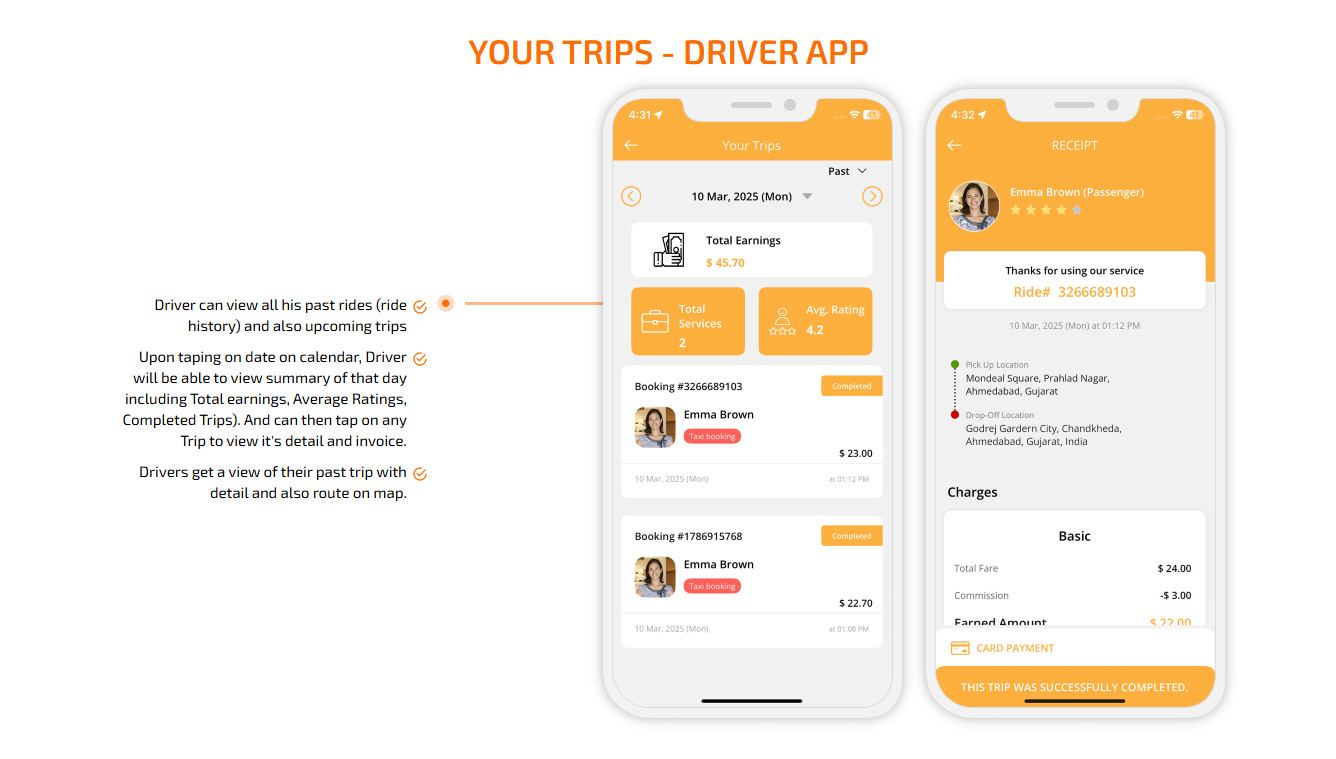 YOUR TRIPS - DRIVER APP
Driver can view all his past rides (ride
history) and also upcoming trips
Upon taping on date on calendar, Driver
will be able to view summary of that day
including Total earnings, Average Ratings,
Completed Trips). And can then tap on any
Trip to view it's detail and invoice.
Drivers get a view of their past trip with
detail and also route on map.
4:31
41
Your Trips
Past
10 Mar, 2025 (Mon)
Total Earnings
$ 45.70
Total
Services
2
Avg. Rating
4.2
Booking #3266689103
Completed
Emma Brown
Taxi booking
$ 23.00
10 Mar, 2025 (Mon)
at 01:12 PM
Booking #1786915768
Completed
Emma Brown
Taxi booking
$ 22.70
10 Mar, 2025 (Mon)
at 01:08 PM
4:32
41
RECEIPT
Emma Brown (Passenger)
Thanks for using our service
Ride# 3266689103
10 Mar, 2025 (Mon) at 01:12 PM
Pick Up Location
Mondeal Square, Prahlad Nagar,
Ahmedabad, Gujarat
Drop-Off Location
Godrej Gardern City, Chandkheda,
Ahmedabad, Gujarat, India
Charges
Basic
Total Fare $ 24.00
Commission -$ 3.00
Earned Amount $ 22.00
CARD PAYMENT
THIS TRIP WAS SUCCESSFULLY COMPLETED.